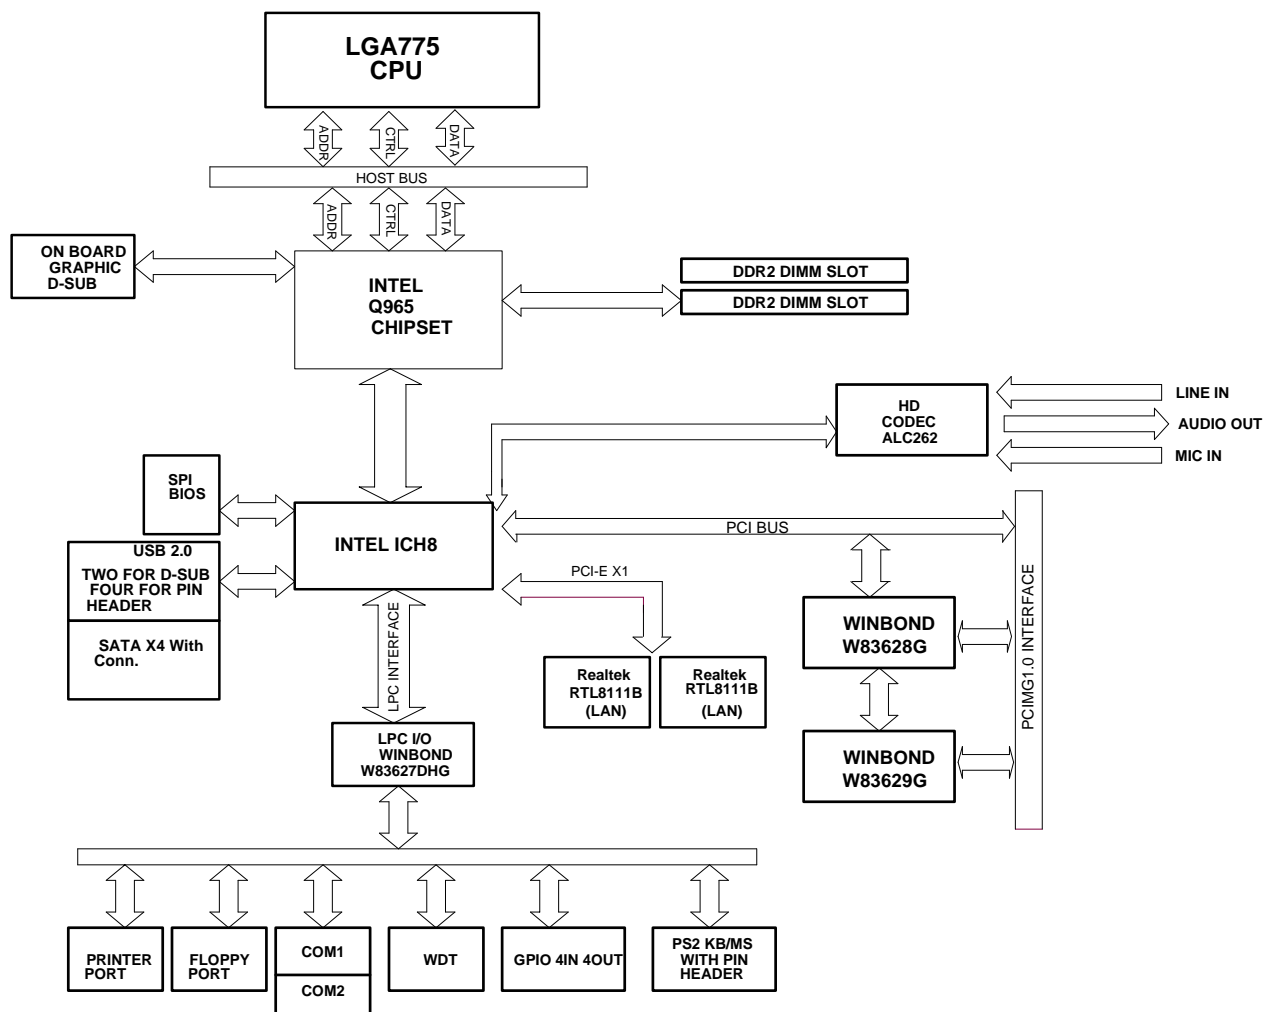 LGA775
CPU
ADDR
CTRL
DATA
HOST BUS
ADDR
CTRL
DATA
ON BOARD
GRAPHIC
D-SUB
INTEL
Q965
CHIPSET
DDR2 DIMM SLOT
DDR2 DIMM SLOT
HD
CODEC
ALC262
LINE IN
AUDIO OUT
MIC IN
SPI
BIOS
INTEL ICH8
PCI BUS
USB 2.0
TWO FOR D-SUB
FOUR FOR PIN
HEADER
SATA X4 With
Conn.
PCI-E X1
LPC INTERFACE
WINBOND
W83628G
PCIMG1.0 INTERFACE
Realtek
RTL8111B
(LAN)
Realtek
RTL8111B
(LAN)
LPC I/O
WINBOND
W83627DHG
WINBOND
W83629G
PRINTER
PORT
FLOPPY
PORT
COM1
COM2
WDT
GPIO 4IN 4OUT
PS2 KB/MS
WITH PIN
HEADER